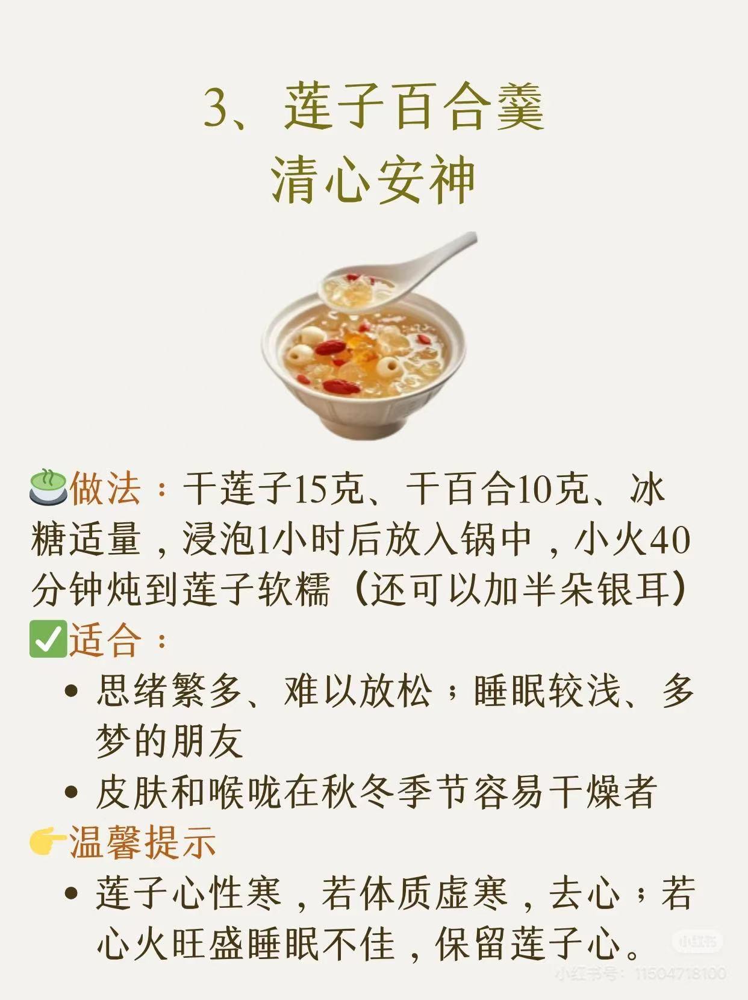 3、莲子百合羹
清心安神
做法：干莲子15克、干百合10克、冰
糖适量，浸泡1小时后放入锅中，小火40
分钟炖到莲子软糯（还可以加半朵银耳）
适合：
思绪繁多、难以放松；睡眠较浅、多
梦的朋友
皮肤和喉咙在秋冬季节容易干燥者
温馨提示
莲子心性寒，若体质虚寒，去心；若
心火旺盛睡眠不佳，保留莲子心。
小红书
小红书号：11504718100